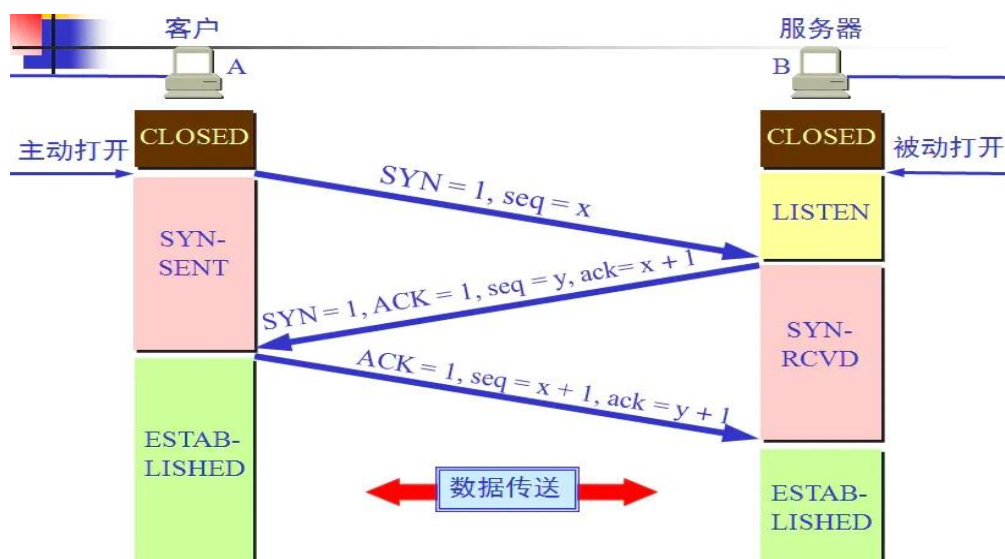 客户
服务器
A
B
CLOSED
CLOSED
主动打开
被动打开
SYN = 1, seq = x
LISTEN
SYN-
SENT
SYN = 1, ACK = 1, seq = y, ack= x + 1
SYN-
RCVD
ACK = 1, seq = x + 1, ack = y + 1
ESTAB-
LISHED
数据传送
ESTAB-
LISHED